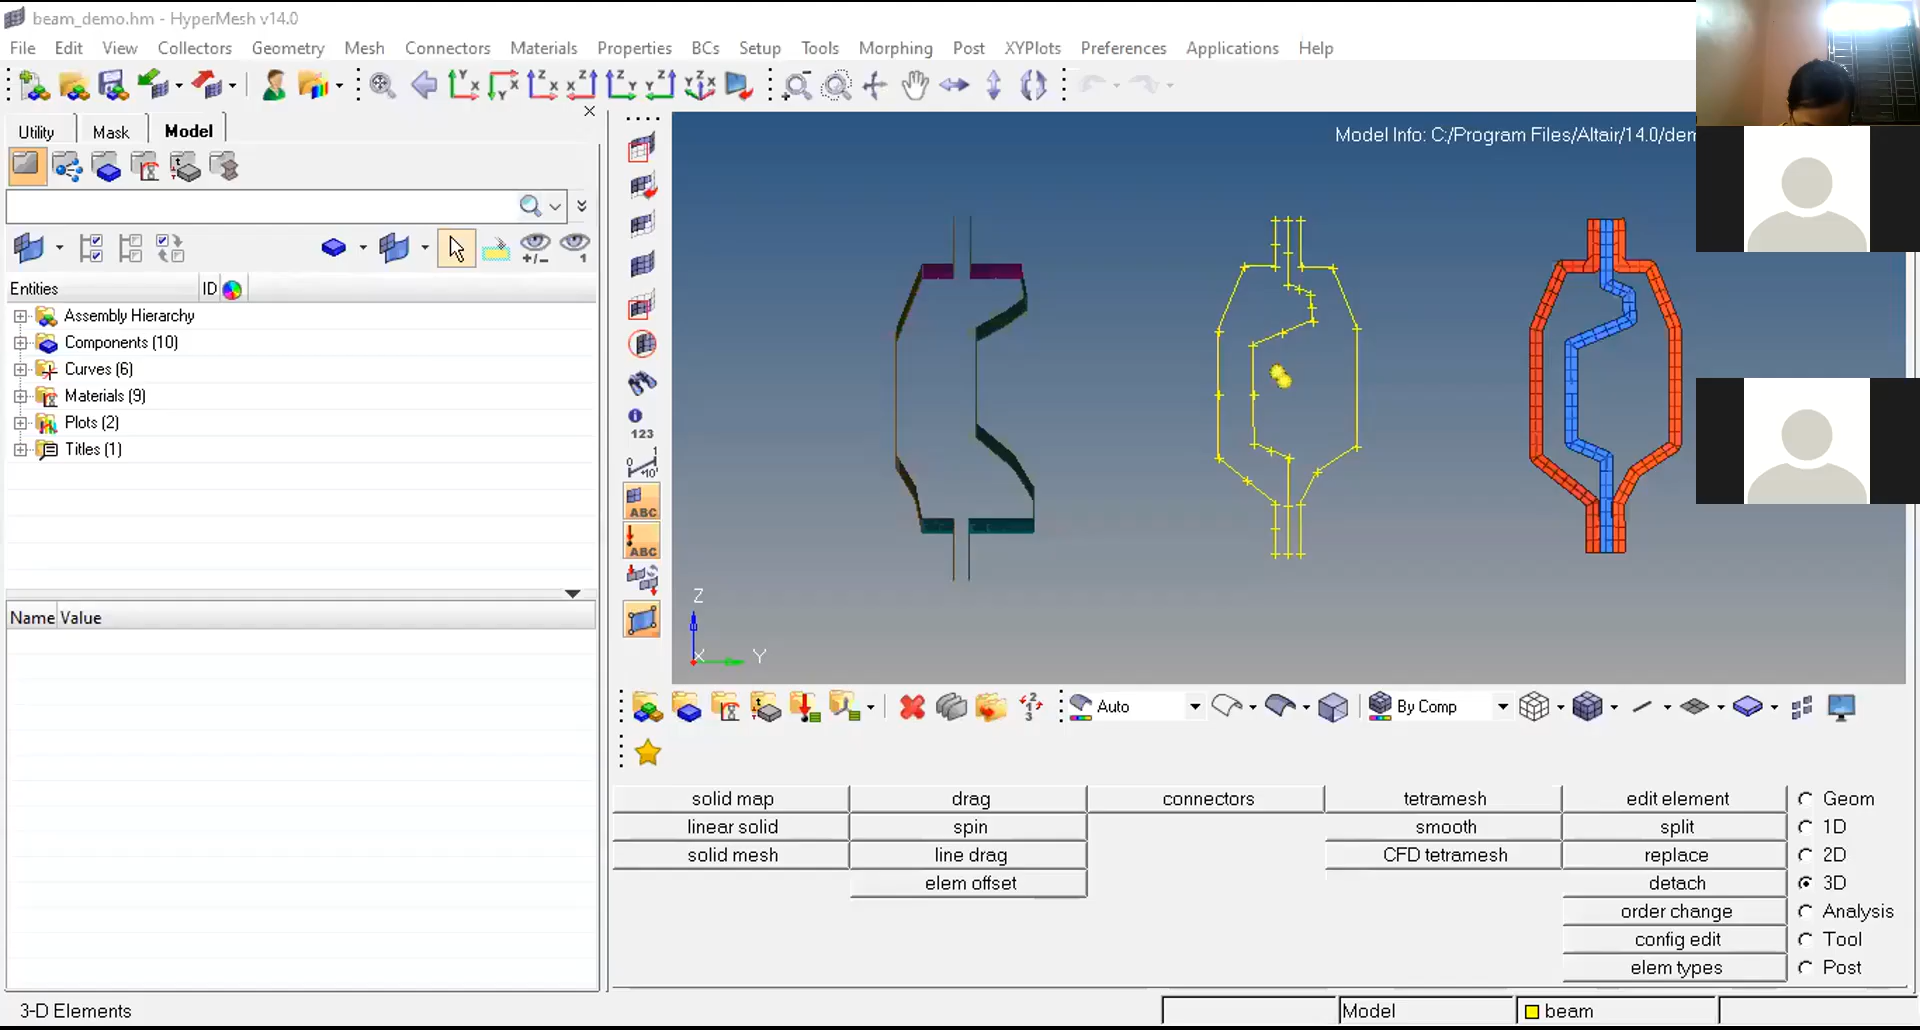 beam_demo.hm - HyperMesh v14.0
File Edit View Collectors Geometry Mesh Connectors Materials Properties BCs Setup Tools Morphing Post XYPlots Preferences Applications Help
Utility Mask Model
Model Info: C:/Program Files/Altair/14.0/dem
Entities ID
Assembly Hierarchy
Components (10)
Curves (6)
Materials (9)
Plots (2)
Titles (1)
Name Value
123
ABC
ABC
Z
X Y
Auto By Comp
solid map drag connectors tetramesh edit element Geom
linear solid spin smooth split 1D
solid mesh line drag CFD tetramesh replace 2D
elem offset detach 3D
order change Analysis
config edit Tool
elem types Post
3-D Elements Model beam